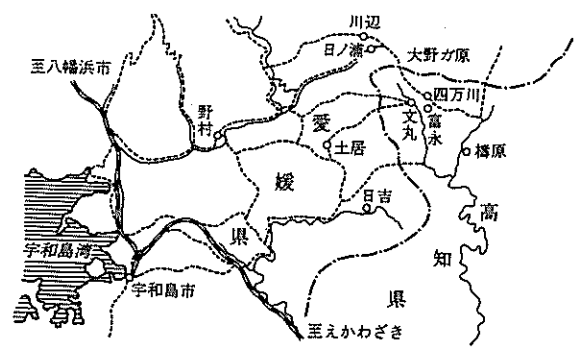 川辺
日ノ浦
大野ガ原
至八幡浜市
四万川
野村
愛
文丸
富永
土居
梼原
媛
日吉
高
県
宇和島湾
知
宇和島市
県
至えかわざき